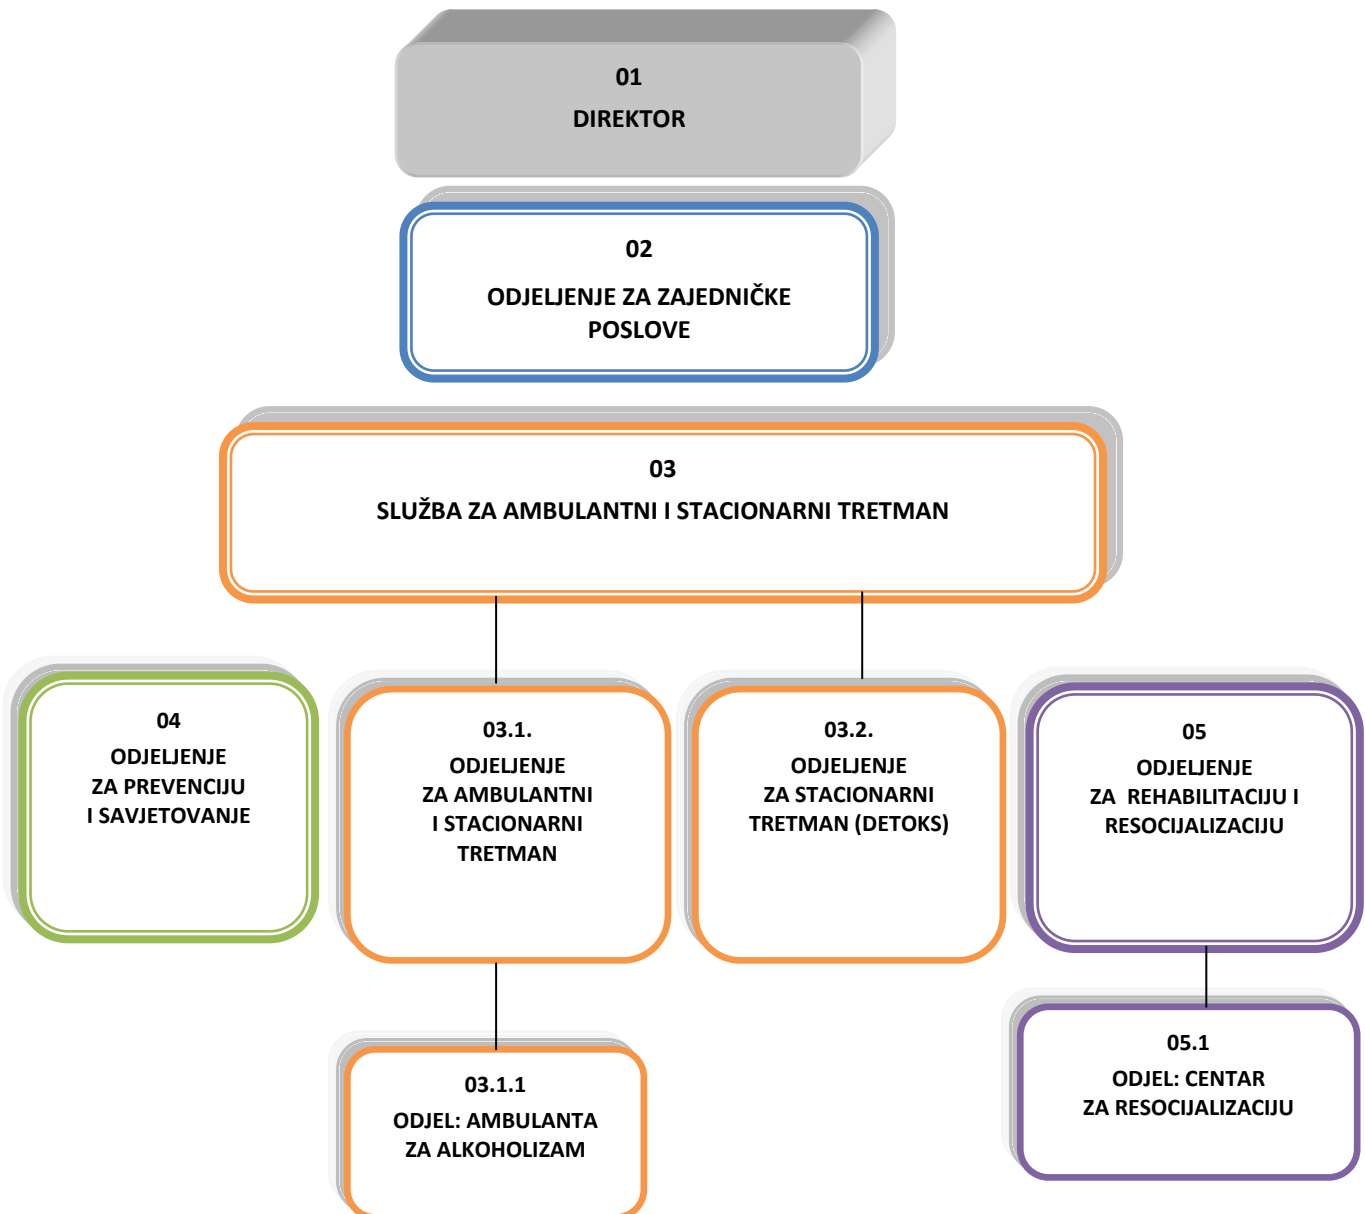 01
DIREKTOR
02
ODJELJENJE ZA ZAJEDNIČKE
POSLOVE
03
SLUŽBA ZA AMBULANTNI I STACIONARNI TRETMAN
04
ODJELJENJE
ZA PREVENCIJU
I SAVJETOVANJE
03.1.
ODJELJENJE
ZA AMBULANTNI
I STACIONARNI
TRETMAN
03.2.
ODJELJENJE
ZA STACIONARNI
TRETMAN (DETOKS)
05
ODJELJENJE
ZA REHABILITACIJU I
RESOCIJALIZACIJU
03.1.1
ODJEL: AMBULANTA
ZA ALKOHOLIZAM
05.1
ODJEL: CENTAR
ZA RESOCIJALIZACIJU